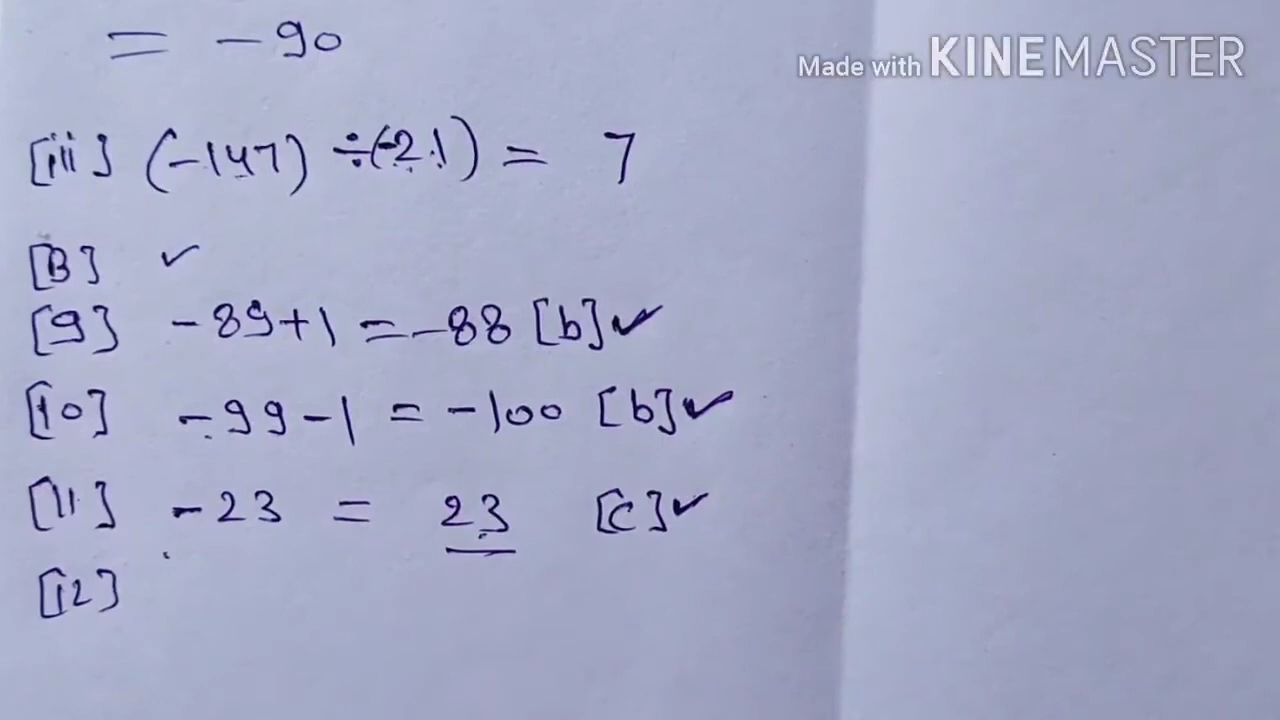 = -90
Made with KINEMASTER
[iii] (-147) ÷(-21) = 7
[B] ✓
[9] -89+1 = -88 [b]✓
[10] -99-1 = -100 [b]✓
[11] -23 = 23 [c]✓
[12]